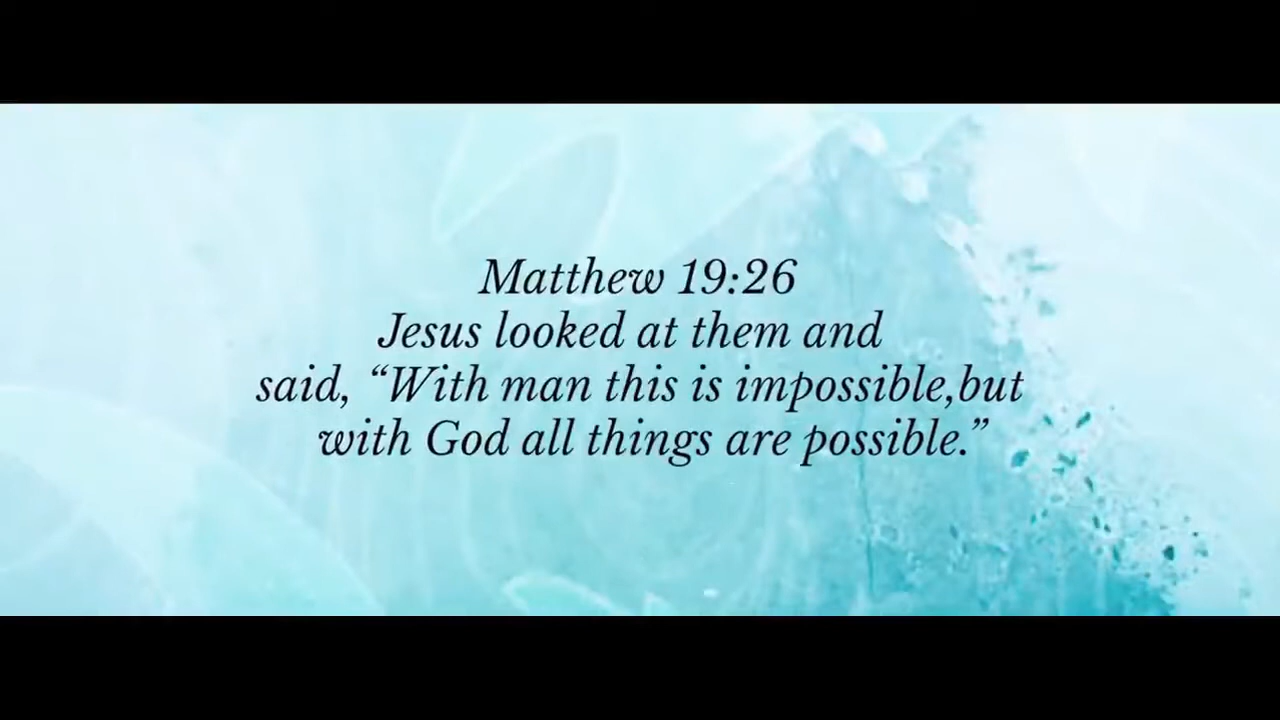 Matthew 19:26
Jesus looked at them and
said, “With man this is impossible,but
with God all things are possible.”